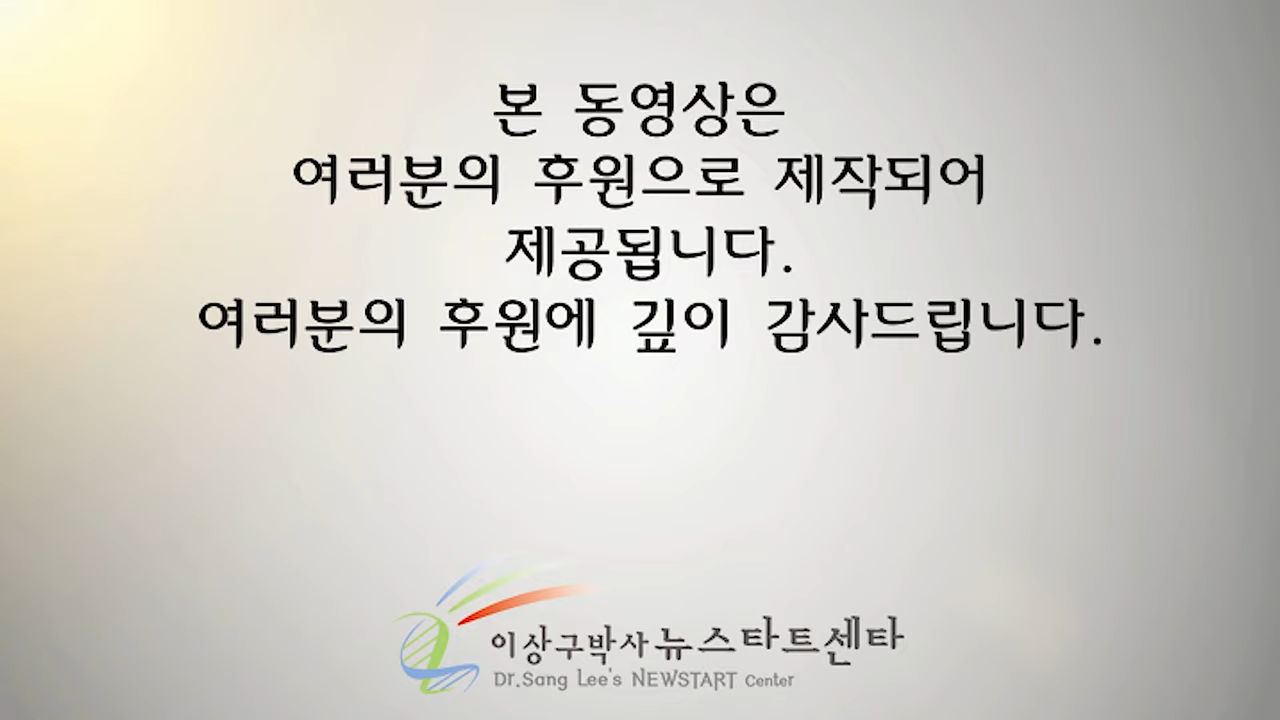 본 동영상은
여러분의 후원으로 제작되어
제공됩니다.
여러분의 후원에 깊이 감사드립니다.
이상구박사 뉴스타트센타
Dr.Sang Lee's NEWSTART Center